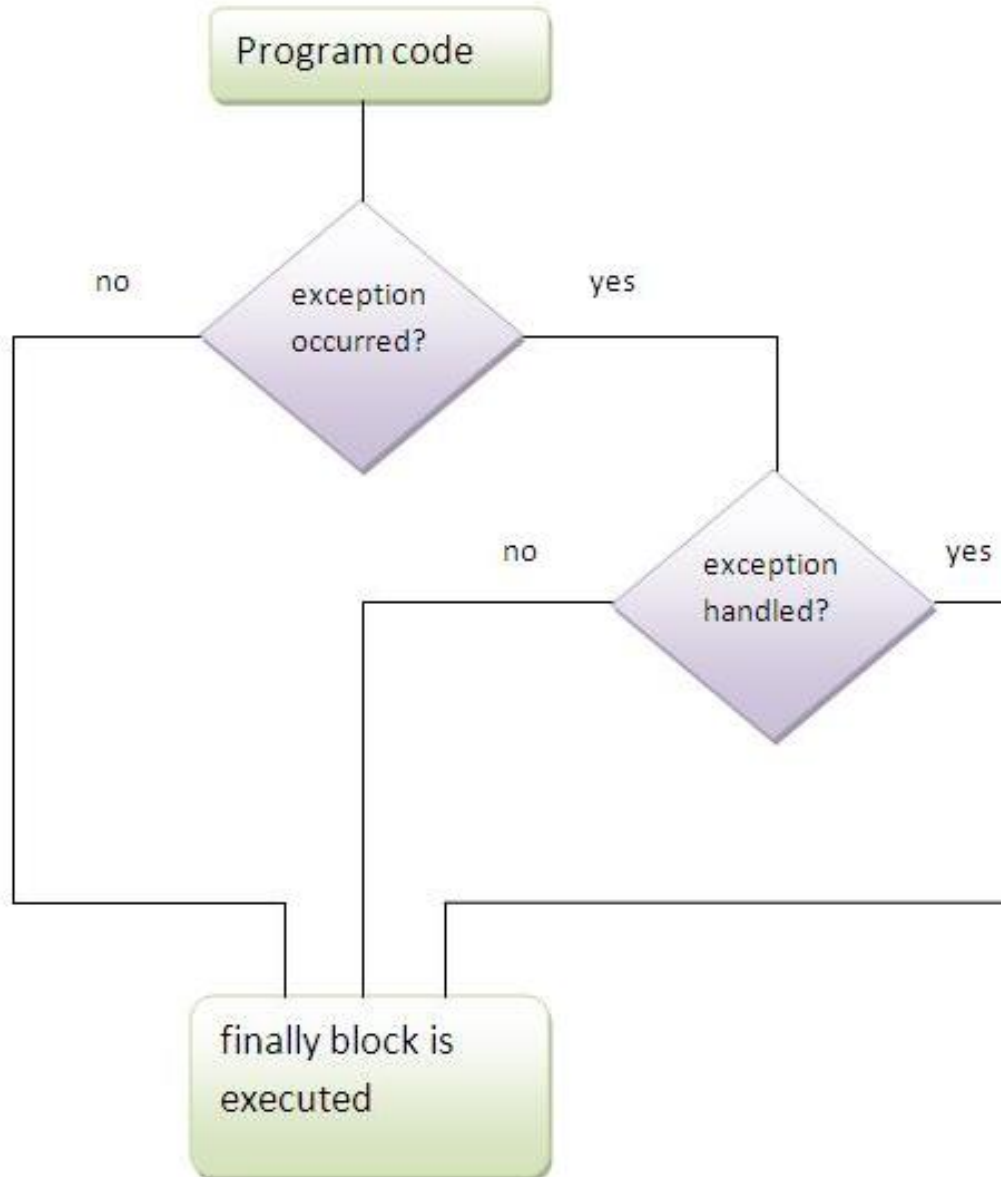 Program code
no
yes
exception
occurred?
no
yes
exception
handled?
finally block is
executed